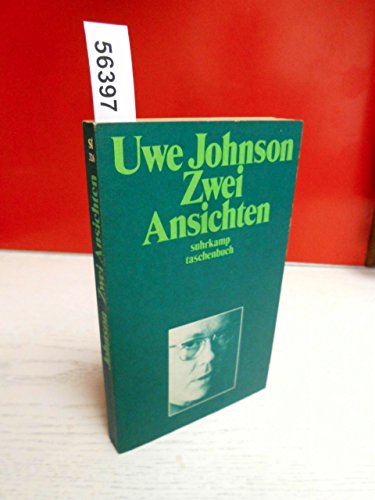 56397
Uwe Johnson
Zwei
Ansichten
suhrkamp
taschenbuch
Johnson Zwei Ansichten